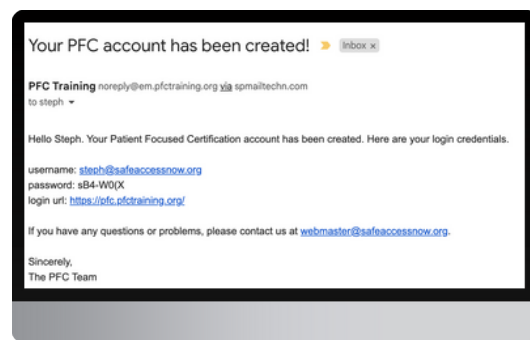 Your PFC account has been created! Inbox x
PFC Training noreply@em.pfctraining.org via spmailtechn.com
to steph
Hello Steph. Your Patient Focused Certification account has been created. Here are your login credentials.
username: steph@safeaccessnow.org
password: sB4-W0(X
login url: https://pfc.pfctraining.org/
If you have any questions or problems, please contact us at webmaster@safeaccessnow.org.
Sincerely,
The PFC Team